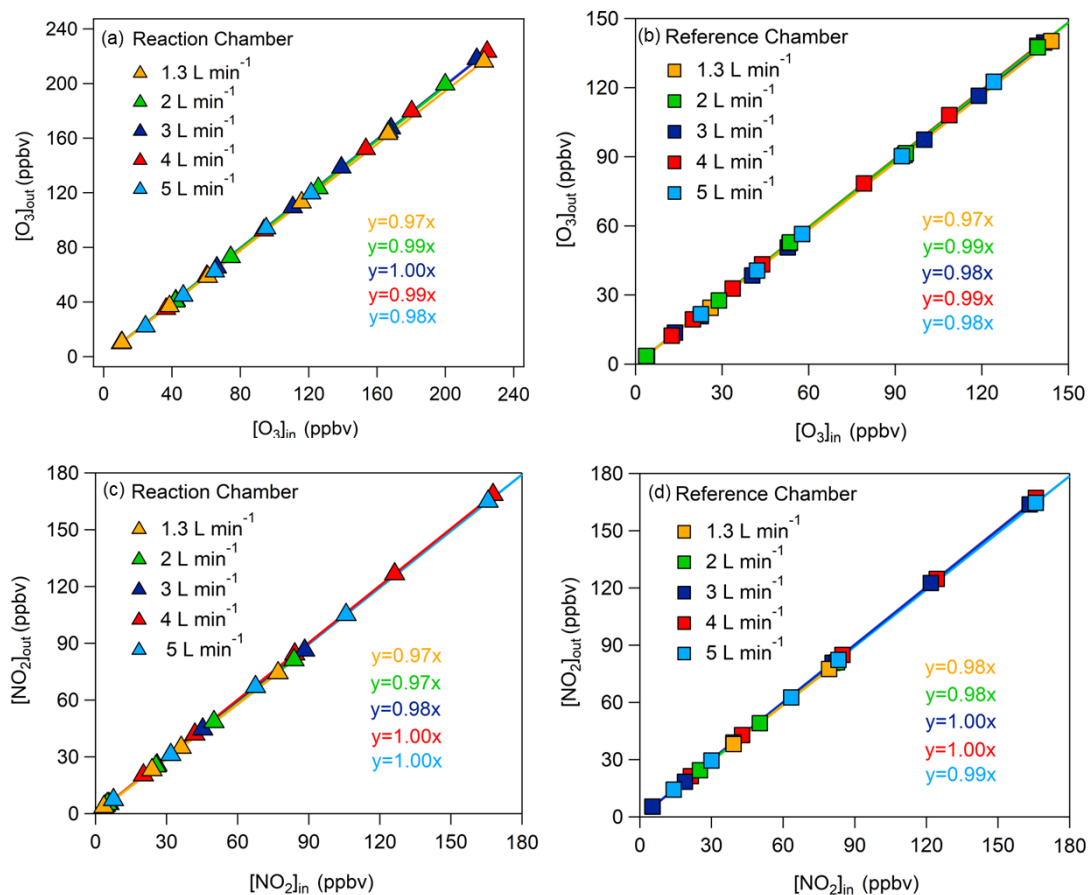 (a) Reaction Chamber
1.3 L min⁻¹
2 L min⁻¹
3 L min⁻¹
4 L min⁻¹
5 L min⁻¹
y=0.97x
y=0.99x
y=1.00x
y=0.99x
y=0.98x
240
200
160
120
80
40
0
[O₃]out (ppbv)
0 40 80 120 160 200 240
[O₃]in (ppbv)
(b) Reference Chamber
1.3 L min⁻¹
2 L min⁻¹
3 L min⁻¹
4 L min⁻¹
5 L min⁻¹
y=0.97x
y=0.99x
y=0.98x
y=0.99x
y=0.98x
150
120
90
60
30
0
[O₃]out (ppbv)
0 30 60 90 120 150
[O₃]in (ppbv)
(c) Reaction Chamber
1.3 L min⁻¹
2 L min⁻¹
3 L min⁻¹
4 L min⁻¹
5 L min⁻¹
y=0.97x
y=0.97x
y=0.98x
y=1.00x
y=1.00x
180
150
120
90
60
30
0
[NO₂]out (ppbv)
0 30 60 90 120 150 180
[NO₂]in (ppbv)
(d) Reference Chamber
1.3 L min⁻¹
2 L min⁻¹
3 L min⁻¹
4 L min⁻¹
5 L min⁻¹
y=0.98x
y=0.98x
y=1.00x
y=1.00x
y=0.99x
180
150
120
90
60
30
0
[NO₂]out (ppbv)
0 30 60 90 120 150 180
[NO₂]in (ppbv)